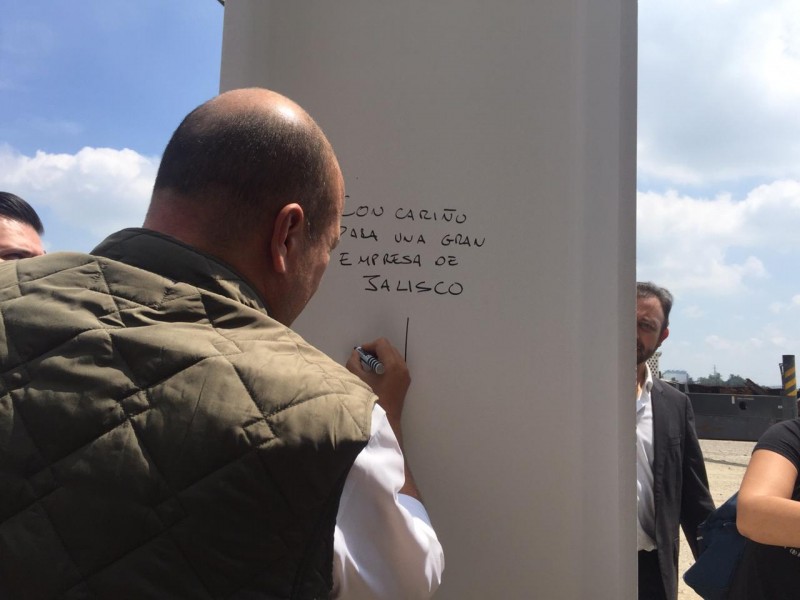 CON CARIÑO
PARA UNA GRAN
EMPRESA DE
JALISCO